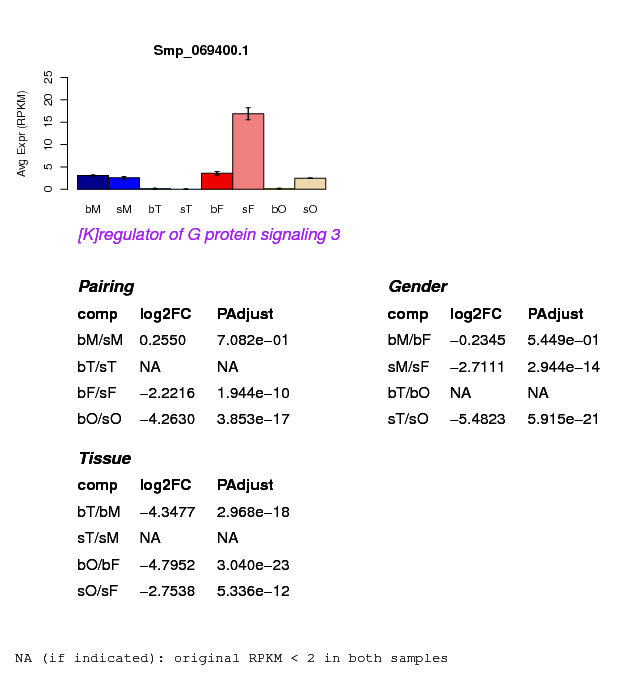 Smp_069400.1
Avg Expr (RPKM)
25
20
15
10
5
0
bM sM bT sT bF sF bO sO
[K]regulator of G protein signaling 3
Pairing
comp log2FC PAdjust
bM/sM 0.2550 7.082e−01
bT/sT NA NA
bF/sF −2.2216 1.944e−10
bO/sO −4.2630 3.853e−17
Gender
comp log2FC PAdjust
bM/bF −0.2345 5.449e−01
sM/sF −2.7111 2.944e−14
bT/bO NA NA
sT/sO −5.4823 5.915e−21
Tissue
comp log2FC PAdjust
bT/bM −4.3477 2.968e−18
sT/sM NA NA
bO/bF −4.7952 3.040e−23
sO/sF −2.7538 5.336e−12
NA (if indicated): original RPKM < 2 in both samples